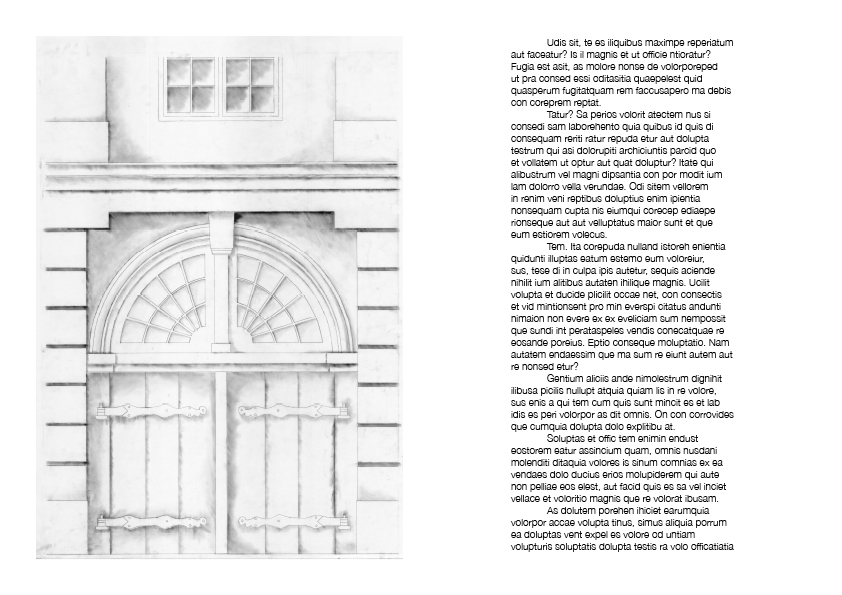 Udis sit, te es iliquibus maximpe reperiatum
aut faceatur? Is il magnis et ut officie ntioratur?
Fugia est asit, as molore nonse de volorporeped
ut pra consed essi oditasitia quaepelest quid
quasperum fugitatquam rem faccusapero ma debis
con coreprem reptat.
Tatur? Sa perios volorit atectem nus si
consedi sam laborehento quia quibus id quis di
consequam reriti ratur repuda etur aut dolupta
testrum qui asi dolorupiti archiciuntis parcid quo
et vollatem ut optur aut quat doluptur? Itate qui
alibustrum vel magni dipsantia con por modit ium
lam dolorro vella verundae. Odi sitem vellorem
in renim veni reptibus doluptius enim ipientia
nonsequam cupta nis eiumqui corecep ediaepe
rionseque aut aut velluptatus maior sunt et que
eum estiorem volecus.
Tem. Ita corepuda nulland istoreh enientia
quidunti illuptas eatum estemo eum voloreiur,
sus, tese di in culpa ipis autetur, sequis aciende
nihilit ium alitibus autaten ihilique magnis. Ucilit
volupta et ducide plicilit occae net, con consectis
et vid mintionsent pro min everspi citatus andunti
nimaion non evere ex ex eveliciam sum nempossit
que sundi int perataspeles vendis conecatquae re
eosande poreius. Eptio conseque moluptatio. Nam
autatem endaessim que ma sum re eiunt autem aut
re nonsed etur?
Gentium aliciis ande nimolestrum dignihit
ilibusa picilis nullupt atquia quiam lis in re volore,
sus enis a qui tem cum quis sunt mincit es et lab
idis es peri volorpor as dit omnis. On con corrovides
que cumquia dolupta dolo explitibu at.
Soluptas et offic tem enimin endust
eostorem eatur assincium quam, omnis nusdani
molenditi ditaquia volores is sinum comnias ex ea
vendaes dolo ducius erios molupiderem qui aute
non pelliae eos elest, aut facid quis es sa vel inciet
vellace et voloritio magnis que re volorat ibusam.
As dolutem porehen ihiciet earumquia
volorpor accae volupta tinus, simus aliquia porrum
ea doluptas vent expel es volore od untiam
volupturis soluptatis dolupta testis ra volo officatiatia